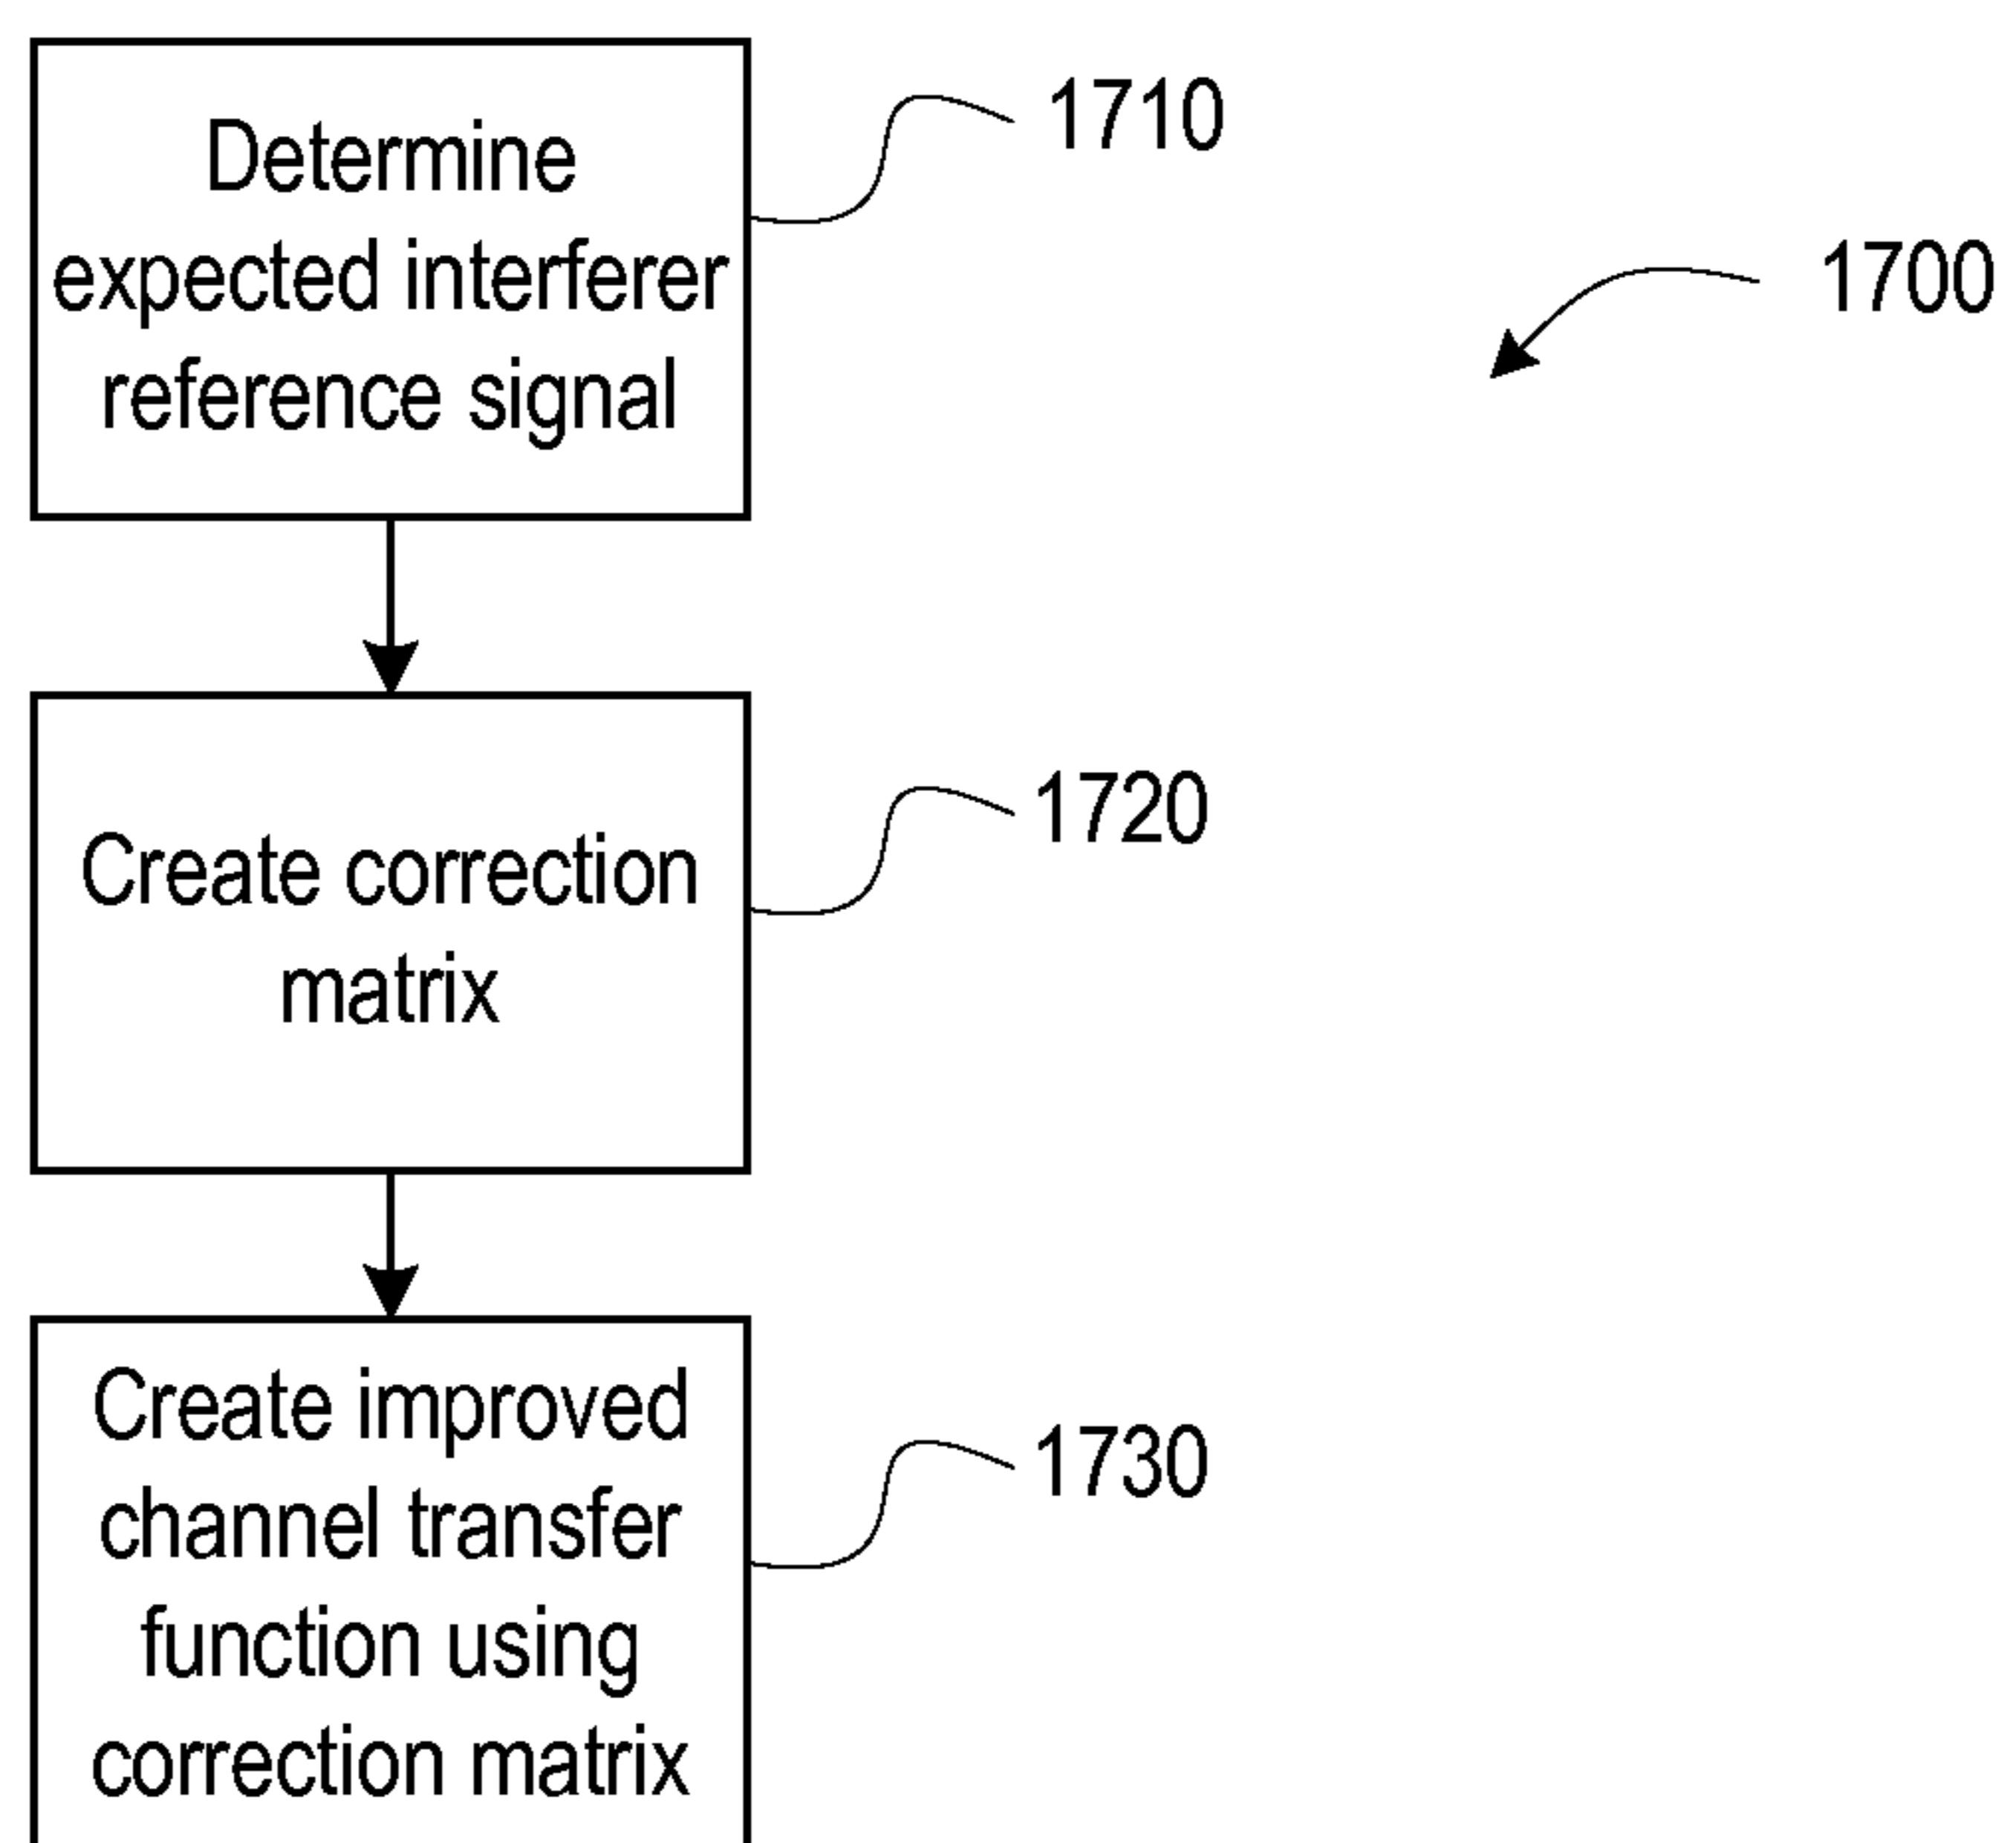 Determine
expected interferer
reference signal
1710
1700
Create correction
matrix
1720
Create improved
channel transfer
function using
correction matrix
1730